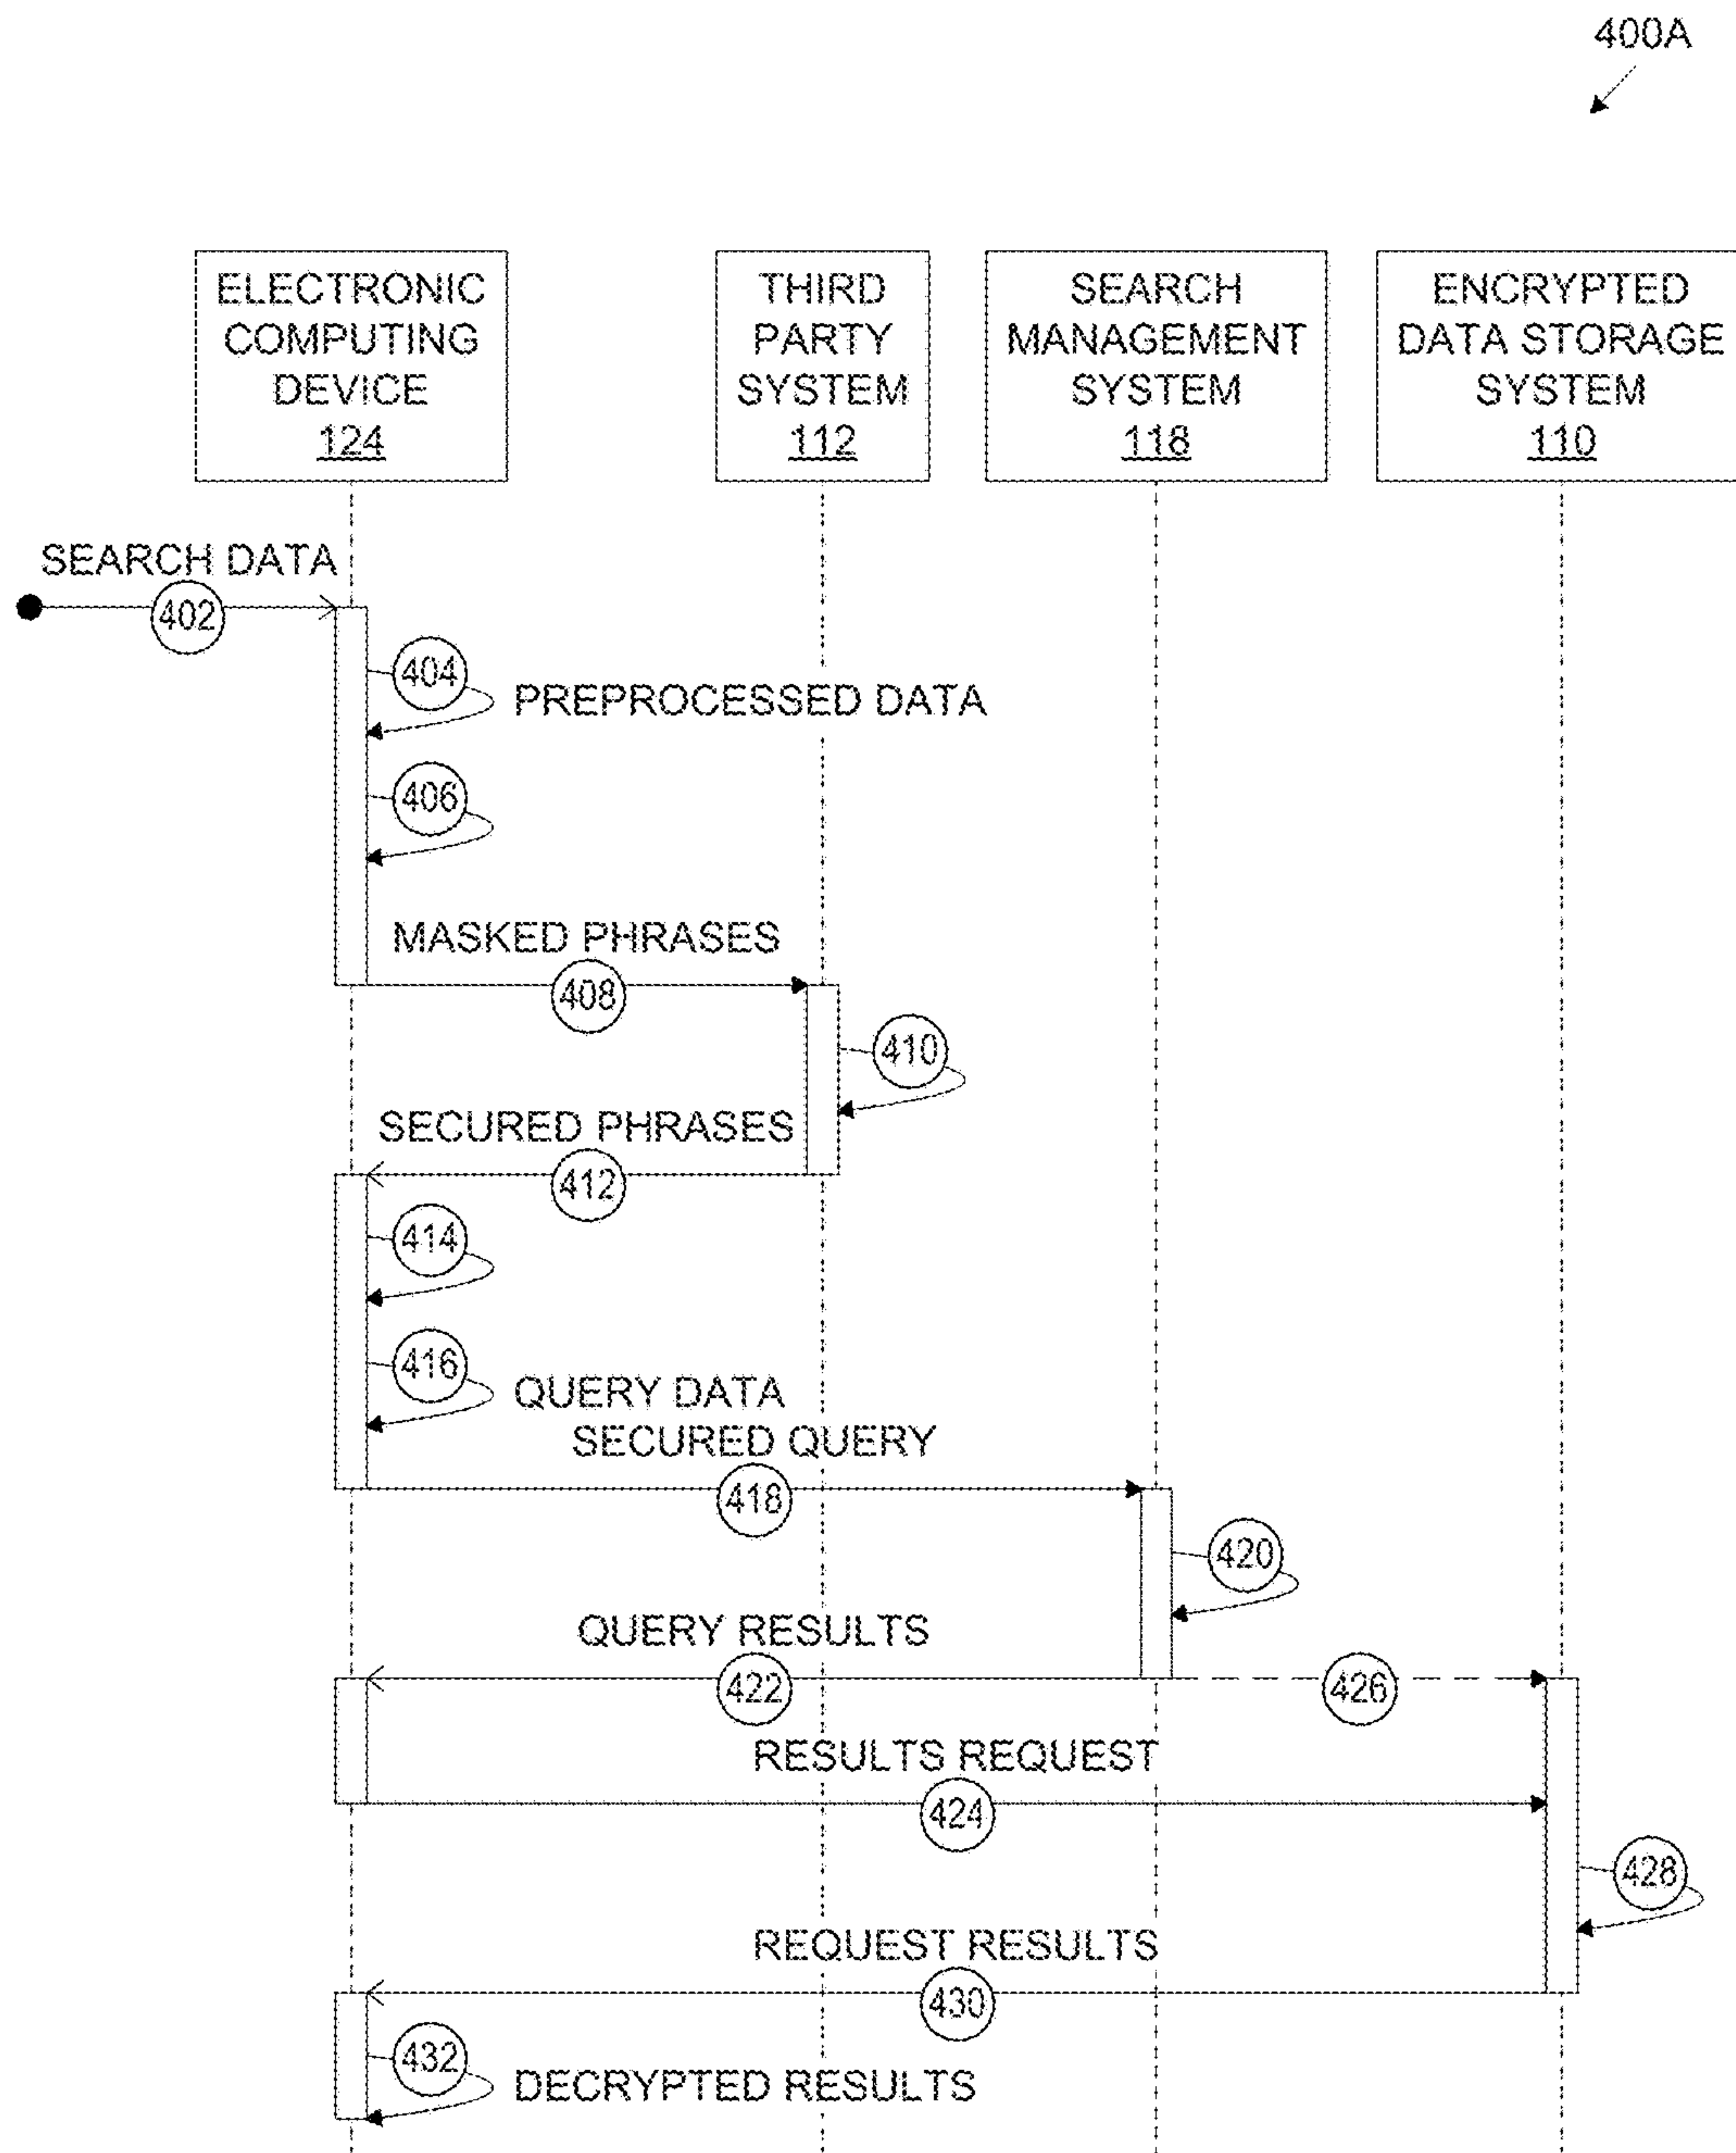 400A
ELECTRONIC
COMPUTING
DEVICE
124
THIRD
PARTY
SYSTEM
112
SEARCH
MANAGEMENT
SYSTEM
118
ENCRYPTED
DATA STORAGE
SYSTEM
110
SEARCH DATA
402
404
PREPROCESSED DATA
406
MASKED PHRASES
408
410
SECURED PHRASES
412
414
416
QUERY DATA
SECURED QUERY
418
420
QUERY RESULTS
422
426
RESULTS REQUEST
424
428
REQUEST RESULTS
430
432
DECRYPTED RESULTS